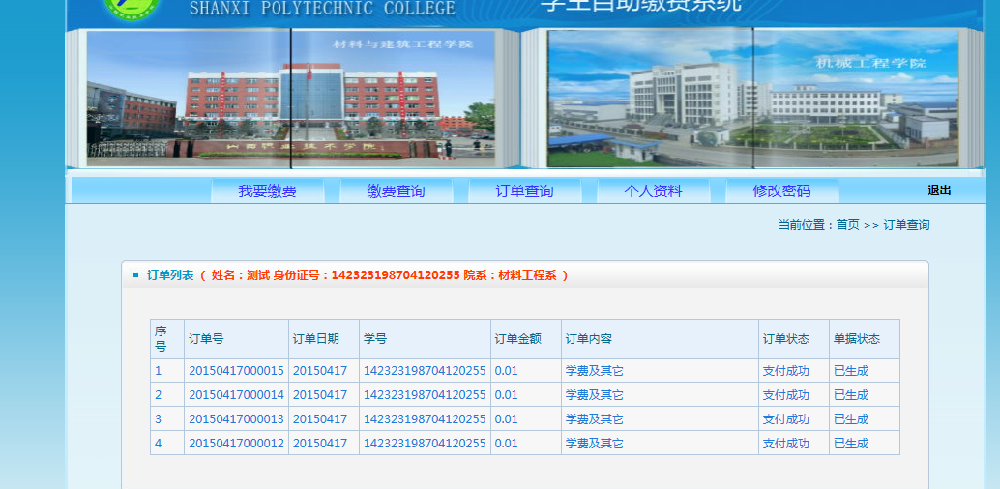 SHANXI POLYTECHNIC COLLEGE 学生自助缴费系统
材料与建筑工程学院
机械工程学院
山西职业技术学院
我要缴费 缴费查询 订单查询 个人资料 修改密码 退出
当前位置：首页 >> 订单查询
订单列表 ( 姓名：测试 身份证号：142323198704120255 院系：材料工程系 )
序号 订单号 订单日期 学号 订单金额 订单内容 订单状态 单据状态
1 20150417000015 20150417 142323198704120255 0.01 学费及其它 支付成功 已生成
2 20150417000014 20150417 142323198704120255 0.01 学费及其它 支付成功 已生成
3 20150417000013 20150417 142323198704120255 0.01 学费及其它 支付成功 已生成
4 20150417000012 20150417 142323198704120255 0.01 学费及其它 支付成功 已生成